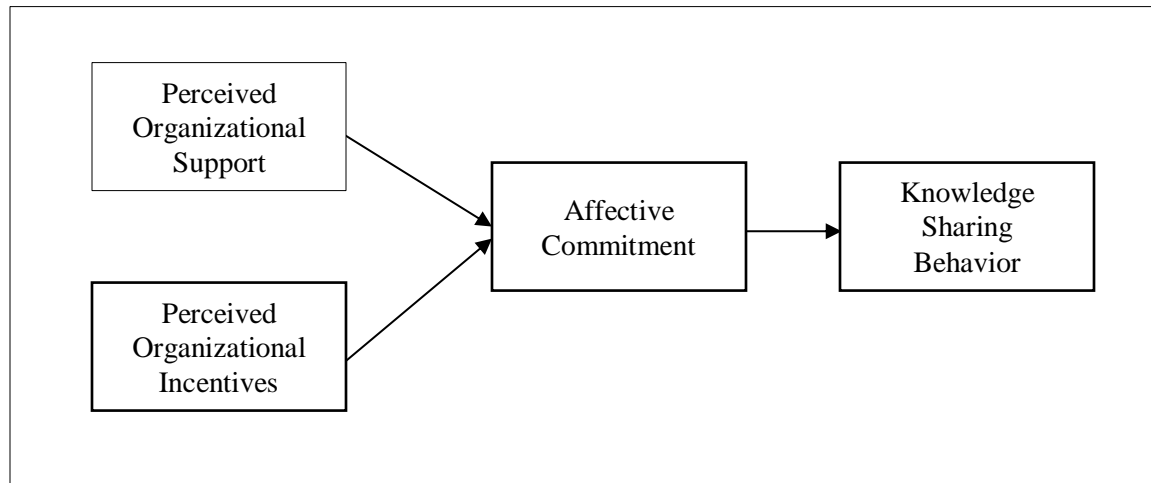 Perceived
Organizational
Support
Affective
Commitment
Knowledge
Sharing
Behavior
Perceived
Organizational
Incentives